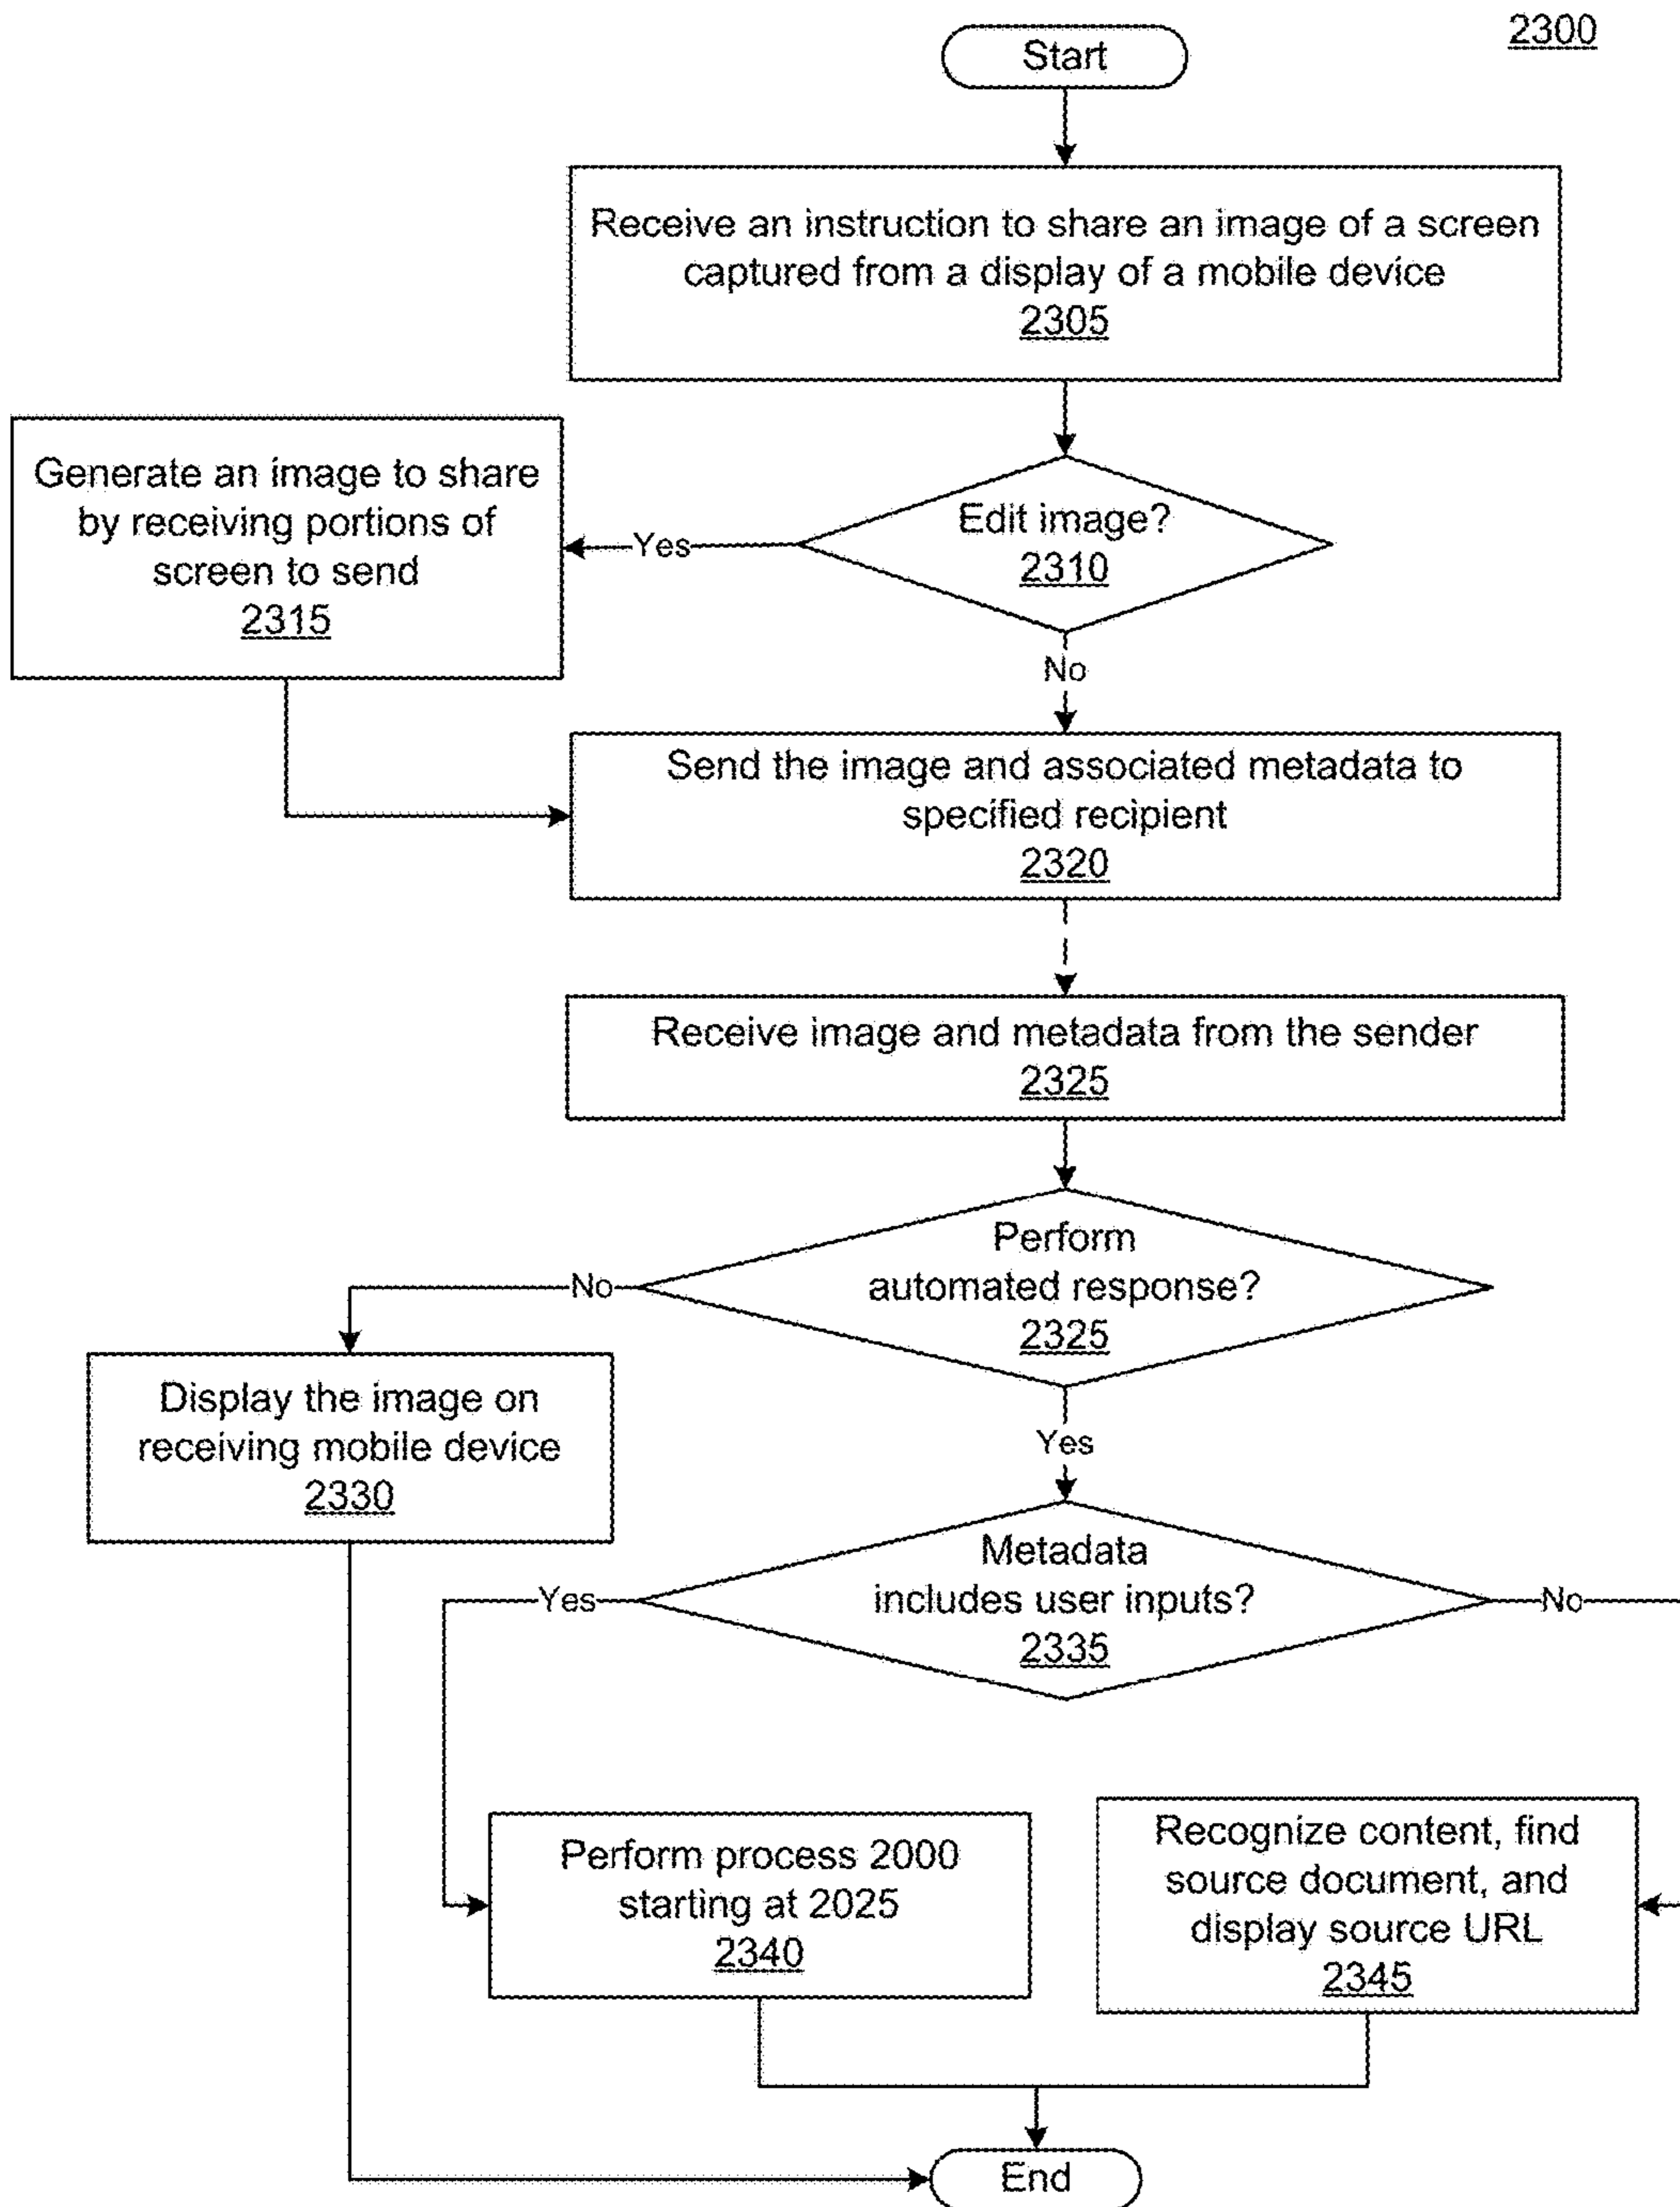 2300
Start
Receive an instruction to share an image of a screen
captured from a display of a mobile device
2305
Edit image?
2310
Yes
Generate an image to share
by receiving portions of
screen to send
2315
No
Send the image and associated metadata to
specified recipient
2320
Receive image and metadata from the sender
2325
Perform
automated response?
2325
No
Display the image on
receiving mobile device
2330
Yes
Metadata
includes user inputs?
2335
Yes
No
Perform process 2000
starting at 2025
2340
Recognize content, find
source document, and
display source URL
2345
End